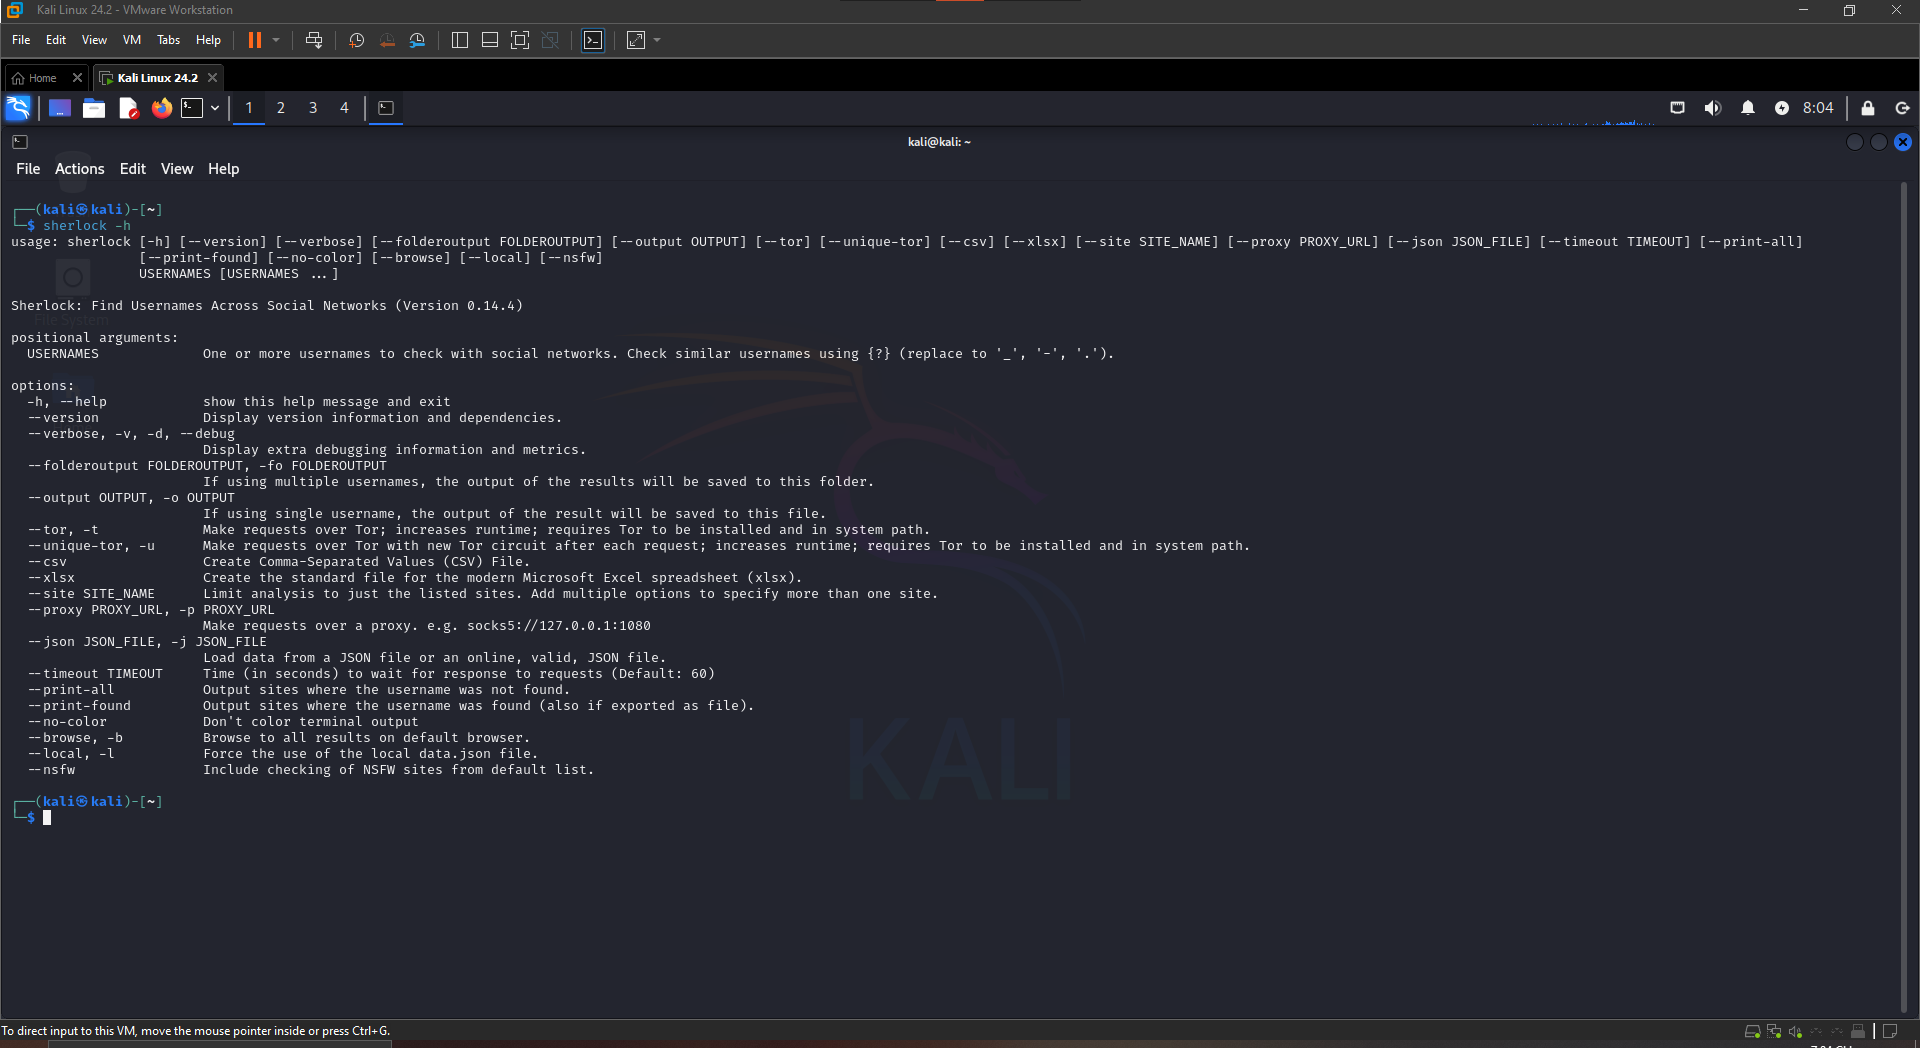 Kali Linux 24.2 - VMware Workstation
File Edit View VM Tabs Help
Home Kali Linux 24.2
1 2 3 4 8:04
kali@kali: ~
File Actions Edit View Help
┌──(kali㉿kali)-[~]
└─$ sherlock -h
usage: sherlock [-h] [--version] [--verbose] [--folderoutput FOLDEROUTPUT] [--output OUTPUT] [--tor] [--unique-tor] [--csv] [--xlsx] [--site SITE_NAME] [--proxy PROXY_URL] [--json JSON_FILE] [--timeout TIMEOUT] [--print-all]
[--print-found] [--no-color] [--browse] [--local] [--nsfw]
USERNAMES [USERNAMES ...]
Sherlock: Find Usernames Across Social Networks (Version 0.14.4)
File System
positional arguments:
USERNAMES One or more usernames to check with social networks. Check similar usernames using {?} (replace to '_', '-', '.').
options:
-h, --help show this help message and exit
--version Display version information and dependencies.
--verbose, -v, -d, --debug
Display extra debugging information and metrics.
--folderoutput FOLDEROUTPUT, -fo FOLDEROUTPUT
If using multiple usernames, the output of the results will be saved to this folder.
--output OUTPUT, -o OUTPUT
If using single username, the output of the result will be saved to this file.
--tor, -t Make requests over Tor; increases runtime; requires Tor to be installed and in system path.
--unique-tor, -u Make requests over Tor with new Tor circuit after each request; increases runtime; requires Tor to be installed and in system path.
--csv Create Comma-Separated Values (CSV) File.
--xlsx Create the standard file for the modern Microsoft Excel spreadsheet (xlsx).
--site SITE_NAME Limit analysis to just the listed sites. Add multiple options to specify more than one site.
--proxy PROXY_URL, -p PROXY_URL
Make requests over a proxy. e.g. socks5://127.0.0.1:1080
--json JSON_FILE, -j JSON_FILE
Load data from a JSON file or an online, valid, JSON file.
--timeout TIMEOUT Time (in seconds) to wait for response to requests (Default: 60)
--print-all Output sites where the username was not found.
--print-found Output sites where the username was found (also if exported as file).
--no-color Don't color terminal output
--browse, -b Browse to all results on default browser.
--local, -l Force the use of the local data.json file.
--nsfw Include checking of NSFW sites from default list.
KALI
┌──(kali㉿kali)-[~]
└─$
To direct input to this VM, move the mouse pointer inside or press Ctrl+G.